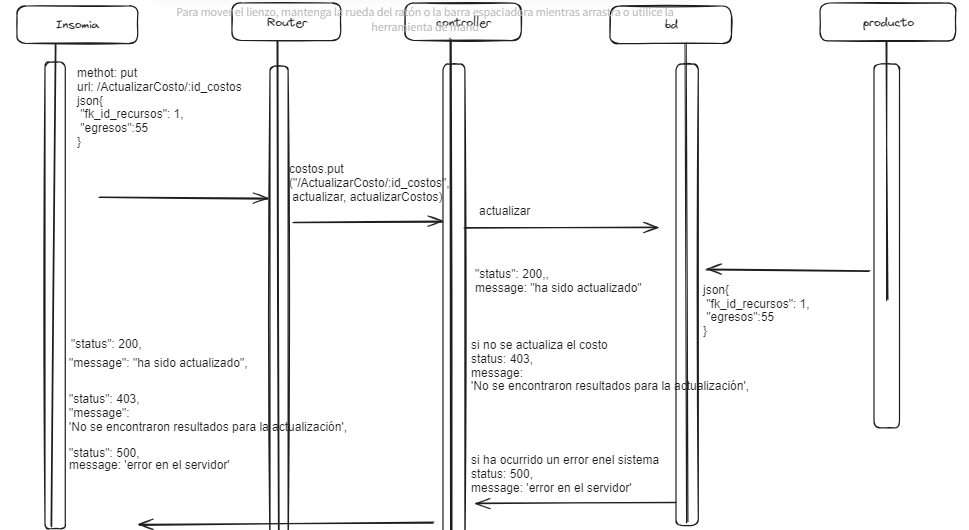 Para mover el lienzo, mantenga la rueda del ratón o la barra espaciadora mientras arrastra o utilice la
herramienta de mano
Insomia
Router
controller
bd
producto
methot: put
url: /ActualizarCosto/:id_costos
json{
"fk_id_recursos": 1,
"egresos":55
}
costos.put
("/ActualizarCosto/:id_costos",
actualizar, actualizarCostos)
actualizar
"status": 200,,
message: "ha sido actualizado"
json{
"fk_id_recursos": 1,
"egresos":55
}
"status": 200,
"message": "ha sido actualizado",
"status": 403,
"message":
'No se encontraron resultados para la actualización',
"status": 500,
message: 'error en el servidor'
si no se actualiza el costo
status: 403,
message:
'No se encontraron resultados para la actualización',
si ha ocurrido un error enel sistema
status: 500,
message: 'error en el servidor'